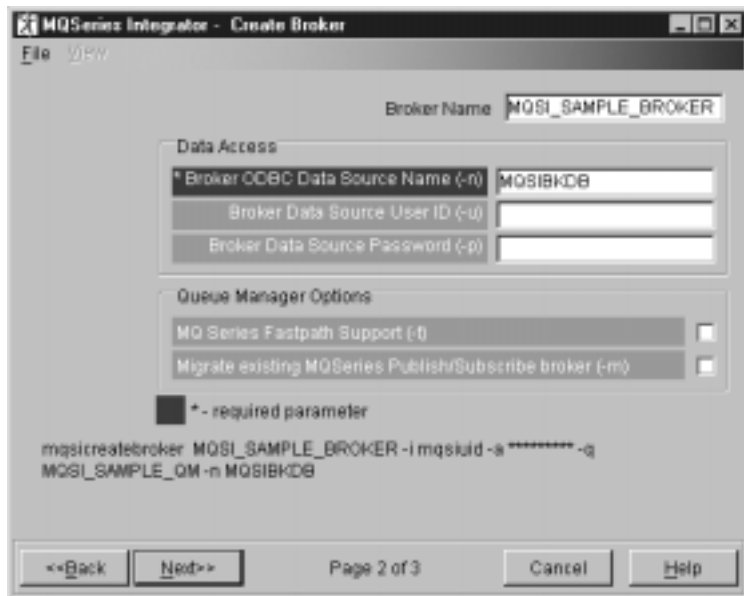 MQSeries Integrator - Create Broker
File View
Broker Name MQSI_SAMPLE_BROKER
Data Access
* Broker ODBC Data Source Name (-n) MQSIBKDB
Broker Data Source User ID (-u)
Broker Data Source Password (-p)
Queue Manager Options
MQ Series Fastpath Support (-t)
Migrate existing MQSeries Publish/Subscribe broker (-m)
* - required parameter
mqsicreatebroker MQSI_SAMPLE_BROKER -i mqsiuid -a ********* -q
MQSI_SAMPLE_QM -n MQSIBKDB
<<Back Next>> Page 2 of 3 Cancel Help